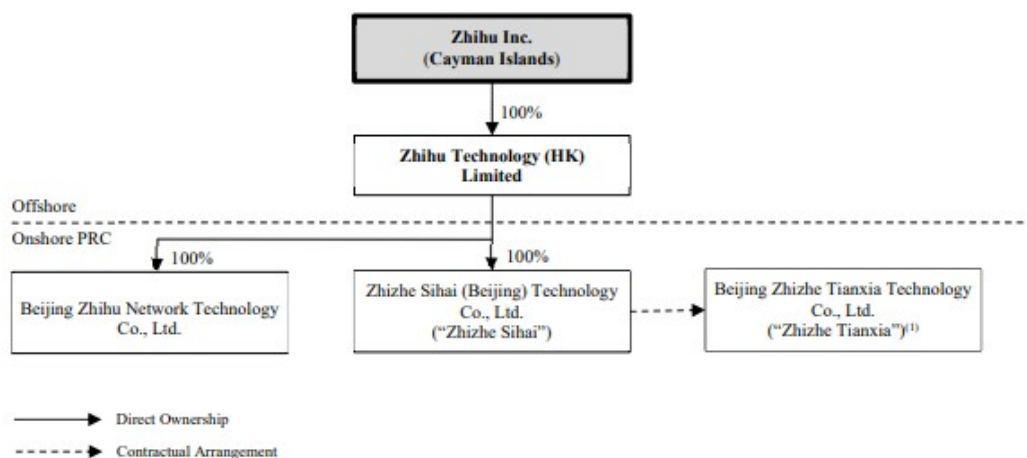 Zhihu Inc.
(Cayman Islands)
100%
Zhihu Technology (HK)
Limited
Offshore
Onshore PRC
100%
100%
Beijing Zhihu Network Technology
Co., Ltd.
Zhizhe Sihai (Beijing) Technology
Co., Ltd.
(“Zhizhe Sihai”)
Beijing Zhizhe Tianxia Technology
Co., Ltd.
(“Zhizhe Tianxia”)(1)
Direct Ownership
Contractual Arrangement